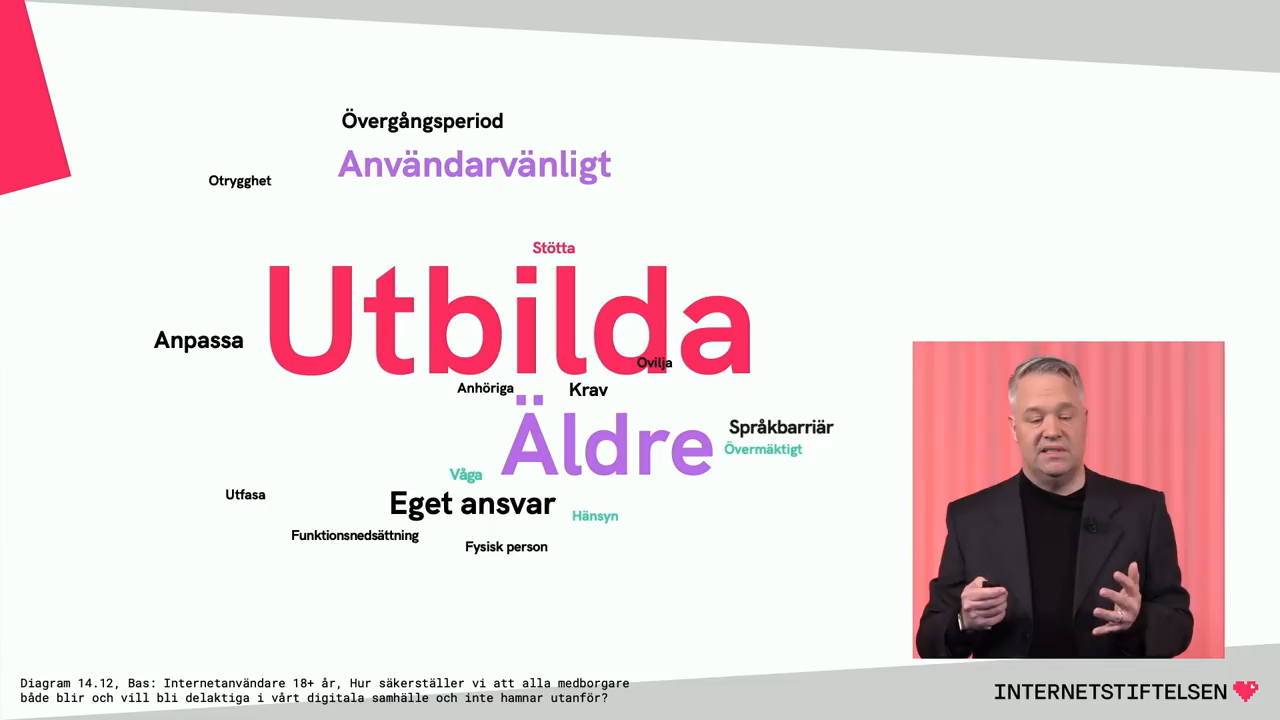 Övergångsperiod
Användarvänligt
Otrygghet
Stötta
Utbilda
Anpassa
Ovilja
Anhöriga
Krav
Äldre
Språkbarriär
Övermäktigt
Våga
Utfasa
Eget ansvar
Hänsyn
Funktionsnedsättning
Fysisk person
Diagram 14.12, Bas: Internetanvändare 18+ år, Hur säkerställer vi att alla medborgare
både blir och vill bli delaktiga i vårt digitala samhälle och inte hamnar utanför?
INTERNETSTIFTELSEN